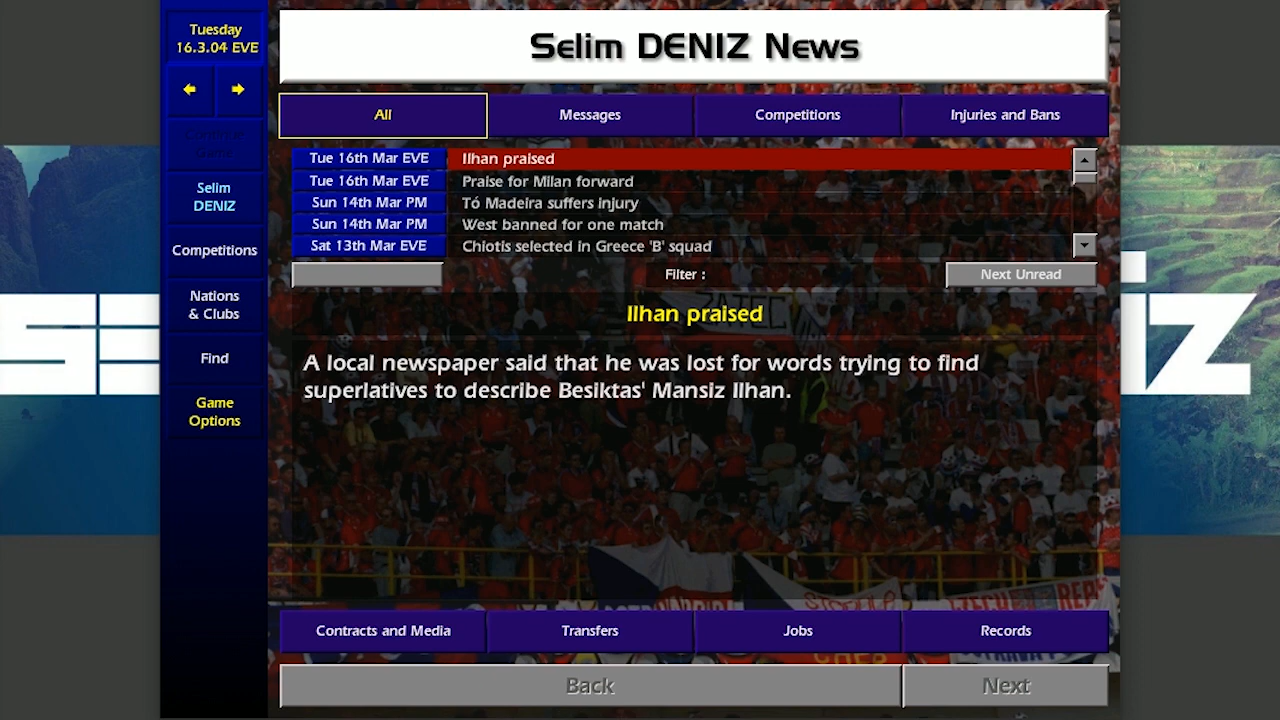 Tuesday
16.3.04 EVE
Continue
Game
Selim
DENIZ
Competitions
Nations
& Clubs
Find
Game
Options
Selim DENIZ News
All
Messages
Competitions
Injuries and Bans
Tue 16th Mar EVE Ilhan praised
Tue 16th Mar EVE Praise for Milan forward
Sun 14th Mar PM Tó Madeira suffers injury
Sun 14th Mar PM West banned for one match
Sat 13th Mar EVE Chiotis selected in Greece 'B' squad
Filter :
Next Unread
Ilhan praised
A local newspaper said that he was lost for words trying to find
superlatives to describe Besiktas' Mansiz Ilhan.
Contracts and Media
Transfers
Jobs
Records
Back
Next